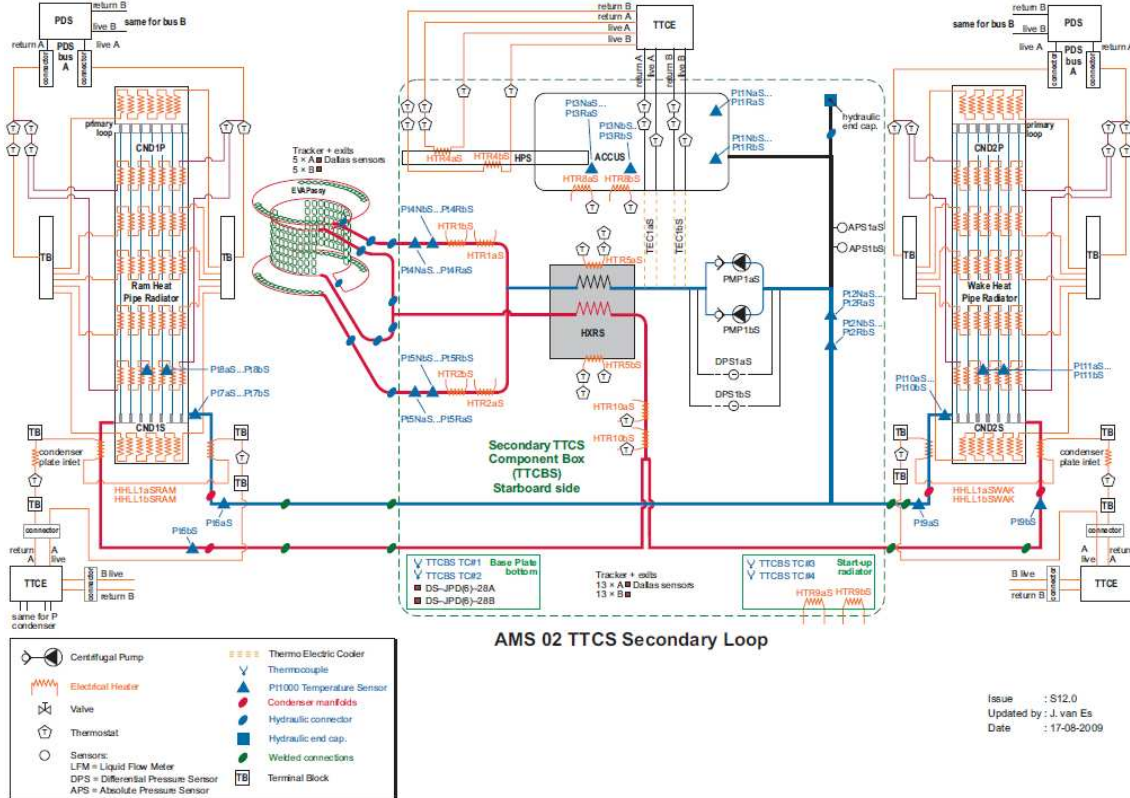 PDS
return B
same for bus B
live B
return A
live A
PDS
bus
A
connector
connector
return B
return A
live A
live B
TTCE
return A
live A
return B
live B
PDS
return B
same for bus B
live B
live A
return A
PDS
bus A
connector
connector
primary
loop
CND1P
TB
TB
Ram Heat
Pipe Radiator
Pt8aS...Pt8bS
Pt7aS...Pt7bS
CND1S
Tracker + exits
5 × A Dallas sensors
5 × B
EVAPassy
HTR4aS
HTR4bS
HPS
ACCUS
Pt3NaS...
Pt3RaS
Pt3NbS...
Pt3RbS
Pt1NaS...
Pt1RaS
Pt1NbS...
Pt1RbS
HTR8aS
HTR8bS
hydraulic
end cap.
APS1aS
APS1bS
TEC1aS
TEC1bS
Pt4NbS...Pt4RbS
HTR1bS
HTR1aS
Pt4NaS...Pt4RaS
HTR5aS
HXRS
HTR5bS
PMP1aS
PMP1bS
Pt2NaS...
Pt2RaS
Pt2NbS...
Pt2RbS
DPS1aS
DPS1bS
Pt5NbS...Pt5RbS
HTR2bS
HTR2aS
Pt5NaS...Pt5RaS
HTR10aS
HTR10bS
Secondary TTCS
Component Box
(TTCBS)
Starboard side
primary
loop
CND2P
TB
TB
Wake Heat
Pipe Radiator
Pt11aS...
Pt11bS
Pt10aS...
Pt10bS
CND2S
TB
TB
condenser
plate inlet
TB
TB
HHLL1aSRAM
HHLL1bSRAM
Pt6aS
Pt6bS
connector
return
A
A
live
TTCE
connector
B live
return B
same for P
condenser
TB
TB
TB
condenser
plate inlet
TB
HHLL1aSWAK
HHLL1bSWAK
Pt9aS
Pt9bS
connector
A
live
return
A
B live
return B
connector
TTCE
TTCBS TC#1
TTCBS TC#2
Base Plate
bottom
DS–JPD(6)–28A
DS–JPD(6)–28B
Tracker + exits
13 × A Dallas sensors
13 × B
TTCBS TC#3
TTCBS TC#4
Start-up
radiator
HTR9aS
HTR9bS
AMS 02 TTCS Secondary Loop
Centrifugal Pump
Electrical Heater
Valve
Thermostat
Sensors:
LFM = Liquid Flow Meter
DPS = Differential Pressure Sensor
APS = Absolute Pressure Sensor
Thermo Electric Cooler
Thermocouple
Pt1000 Temperature Sensor
Condenser manifolds
Hydraulic connector
Hydraulic end cap.
Welded connections
TB Terminal Block
Issue : S12.0
Updated by : J. van Es
Date : 17-08-2009